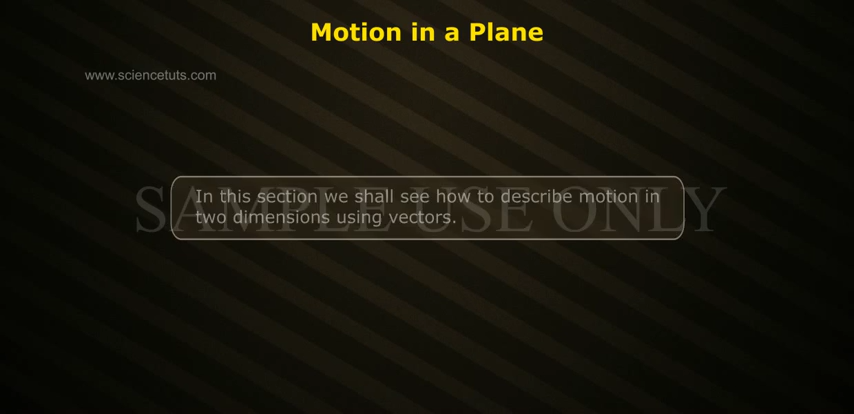 Motion in a Plane
www.sciencetuts.com
In this section we shall see how to describe motion in
two dimensions using vectors.
SAMPLE USE ONLY